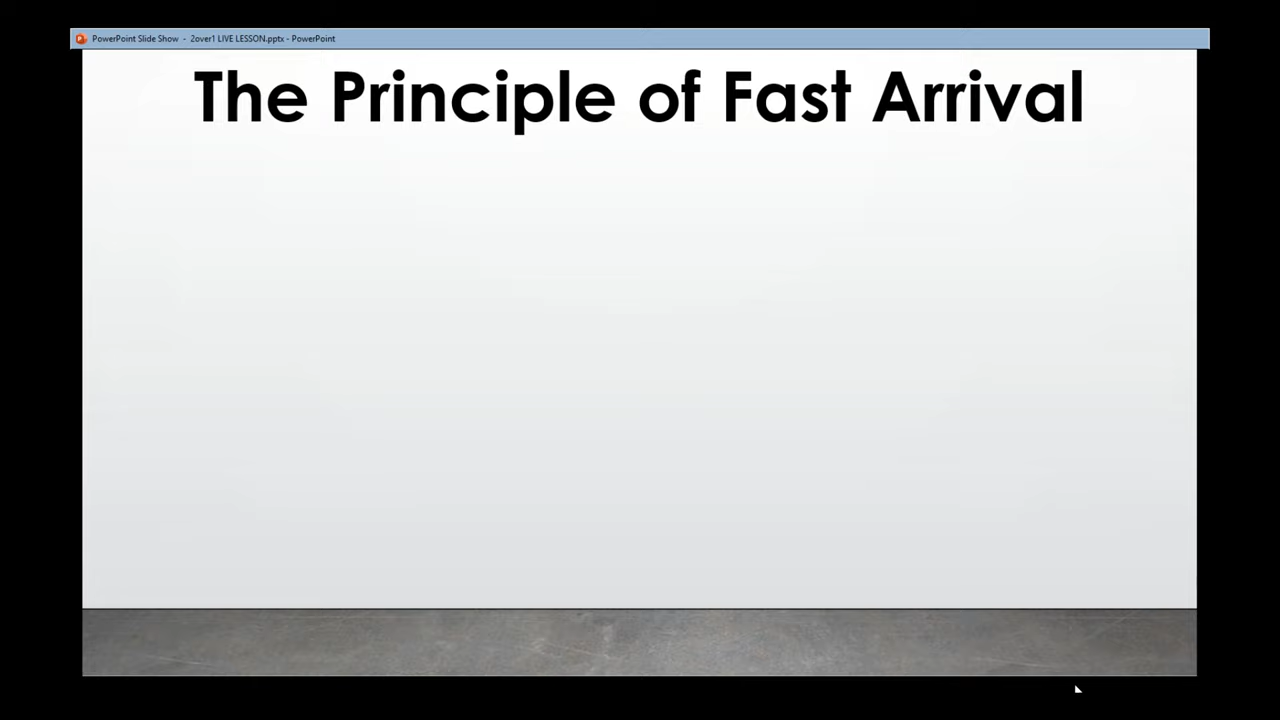 PowerPoint Slide Show - 2over1 LIVE LESSON.pptx - PowerPoint
The Principle of Fast Arrival